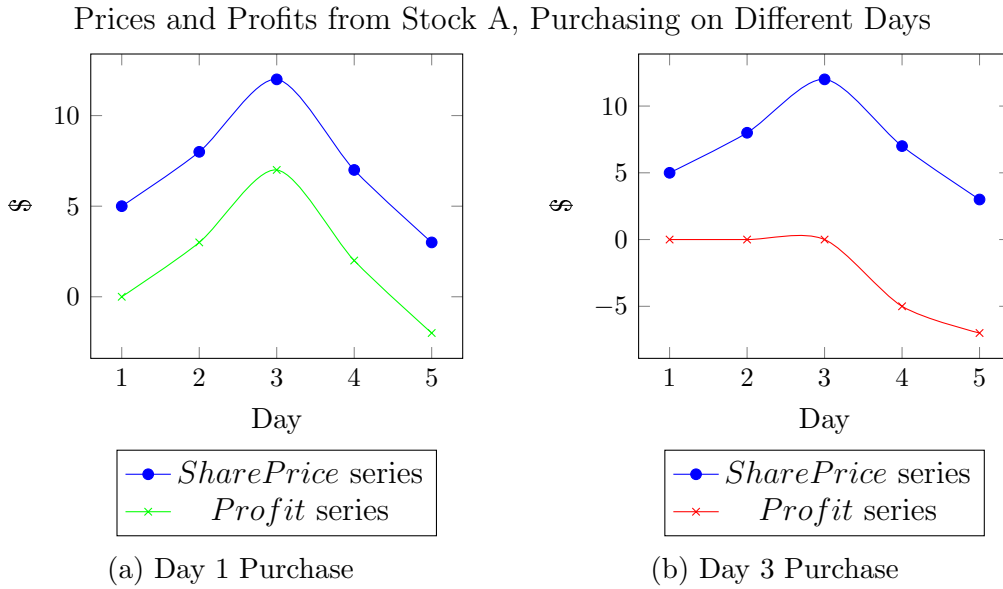 Prices and Profits from Stock A, Purchasing on Different Days
10
5
0
$
1 2 3 4 5
Day
SharePrice series
Profit series
(a) Day 1 Purchase
10
5
0
−5
$
1 2 3 4 5
Day
SharePrice series
Profit series
(b) Day 3 Purchase